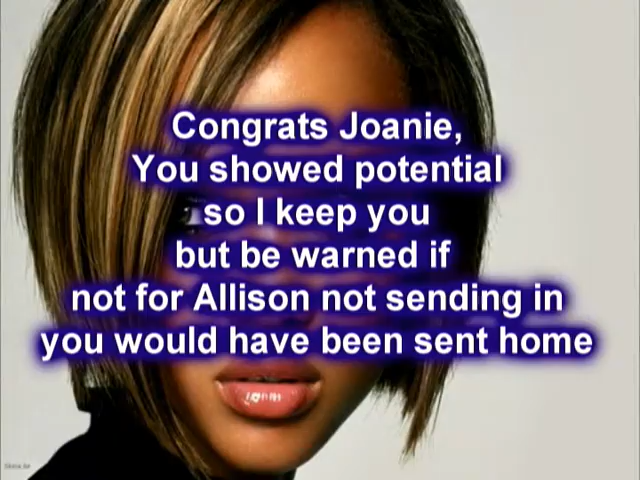 Congrats Joanie,
You showed potential
so I keep you
but be warned if
not for Allison not sending in
you would have been sent home